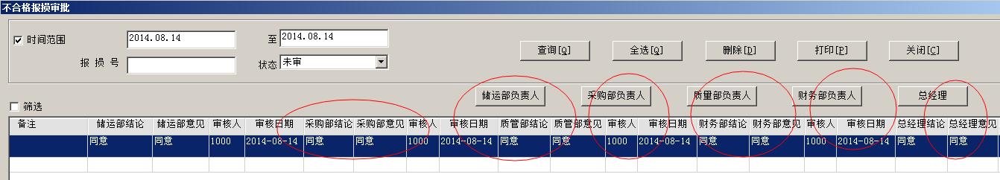 不合格报损审批
时间范围 2014.08.14 至 2014.08.14
报 损 号 状态 未审
查询[Q] 全选[Q] 删除[D] 打印[P] 关闭[C]
储运部负责人 采购部负责人 质量部负责人 财务部负责人 总经理
筛选
备注 储运部结论 储运部意见 审核人 审核日期 采购部结论 采购部意见 审核人 审核日期 质管部结论 质管部意见 审核人 审核日期 财务部结论 财务部意见 审核人 审核日期 总经理结论 总经理意见
同意 同意 1000 2014-08-14 同意 同意 1000 2014-08-14 同意 同意 1000 2014-08-14 同意 同意 1000 2014-08-14 同意 同意